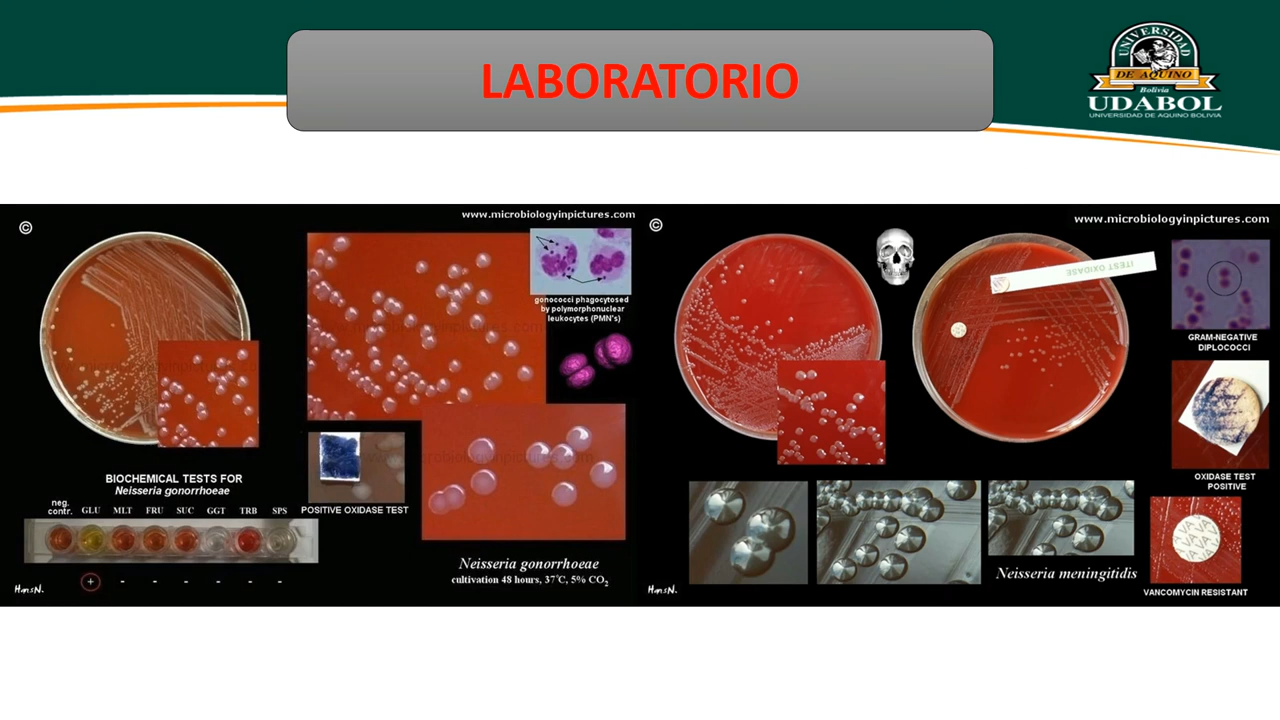 LABORATORIO
UNIVERSIDAD
DE AQUINO
Bolivia
UDABOL
UNIVERSIDAD DE AQUINO BOLIVIA
©
www.microbiologyinpictures.com
gonococci phagocytosed
by polymorphonuclear
leukocytes (PMN's)
BIOCHEMICAL TESTS FOR
Neisseria gonorrhoeae
neg.
contr. GLU MLT FRU SUC GGT TRB SPS
+ - - - - - -
POSITIVE OXIDASE TEST
Neisseria gonorrhoeae
cultivation 48 hours, 37°C, 5% CO2
HansN.
©
www.microbiologyinpictures.com
ITEST OXIDASE
GRAM-NEGATIVE
DIPLOCOCCI
OXIDASE TEST
POSITIVE
Neisseria meningitidis
VANCOMYCIN RESISTANT
HansN.